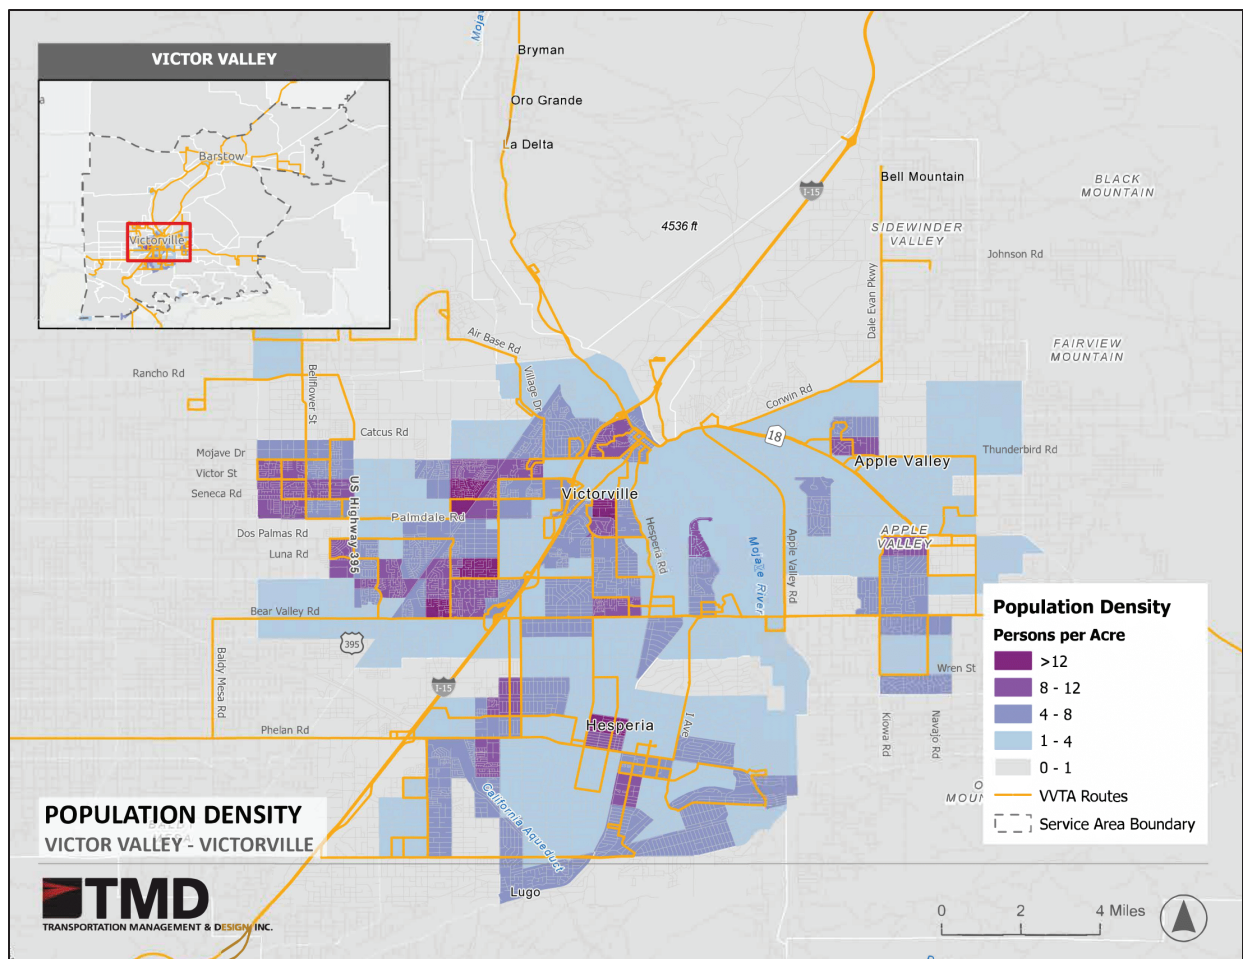 VICTOR VALLEY
Barstow
Victorville
Bryman
Oro Grande
La Delta
I-15
Bell Mountain
BLACK
MOUNTAIN
4536 ft
SIDEWINDER
VALLEY
Johnson Rd
Dale Evan Pkwy
FAIRVIEW
MOUNTAIN
Air Base Rd
Rancho Rd
Bellflower St
Village Dr
Corwin Rd
Catcus Rd
18
Mojave Dr
Thunderbird Rd
Apple Valley
Victor St
Seneca Rd
US Highway 395
Victorville
Palmdale Rd
Hesperia Rd
Dos Palmas Rd
Luna Rd
APPLE
VALLEY
Mojave River
Apple Valley Rd
Bear Valley Rd
395
Baldy Mesa Rd
I-15
Wren St
Phelan Rd
Hesperia
I Ave
Kiowa Rd
Navajo Rd
California Aqueduct
Lugo
Population Density
Persons per Acre
>12
8 - 12
4 - 8
1 - 4
0 - 1
VVTA Routes
Service Area Boundary
POPULATION DENSITY
VICTOR VALLEY - VICTORVILLE
TMD
TRANSPORTATION MANAGEMENT & DESIGN, INC.
0 2 4 Miles